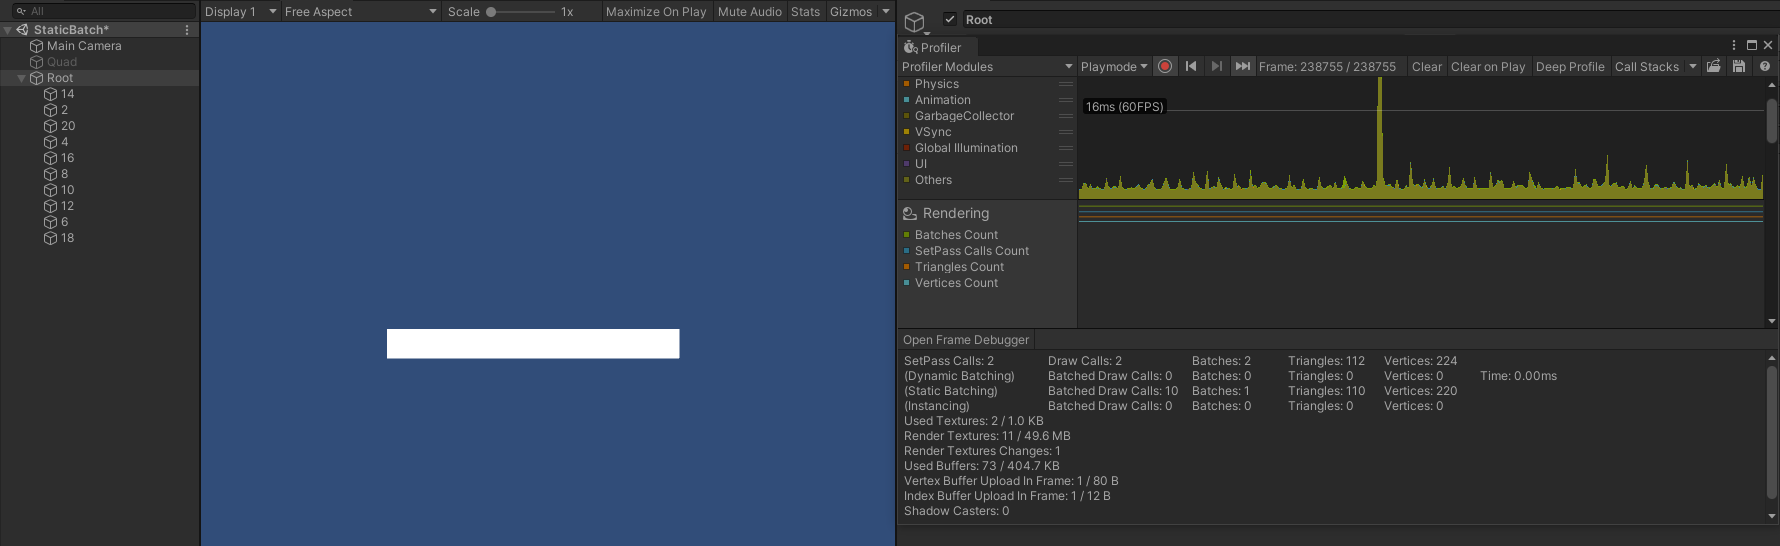 All
Display 1
Free Aspect
Scale
1x
Maximize On Play
Mute Audio
Stats
Gizmos
StaticBatch*
Main Camera
Quad
Root
14
2
20
4
16
8
10
12
6
18
Root
Profiler
Profiler Modules
Playmode
Frame: 238755 / 238755
Clear
Clear on Play
Deep Profile
Call Stacks
Physics
Animation
GarbageCollector
VSync
Global Illumination
UI
Others
16ms (60FPS)
Rendering
Batches Count
SetPass Calls Count
Triangles Count
Vertices Count
Open Frame Debugger
SetPass Calls: 2 Draw Calls: 2 Batches: 2 Triangles: 112 Vertices: 224
(Dynamic Batching) Batched Draw Calls: 0 Batches: 0 Triangles: 0 Vertices: 0 Time: 0.00ms
(Static Batching) Batched Draw Calls: 10 Batches: 1 Triangles: 110 Vertices: 220
(Instancing) Batched Draw Calls: 0 Batches: 0 Triangles: 0 Vertices: 0
Used Textures: 2 / 1.0 KB
Render Textures: 11 / 49.6 MB
Render Textures Changes: 1
Used Buffers: 73 / 404.7 KB
Vertex Buffer Upload In Frame: 1 / 80 B
Index Buffer Upload In Frame: 1 / 12 B
Shadow Casters: 0